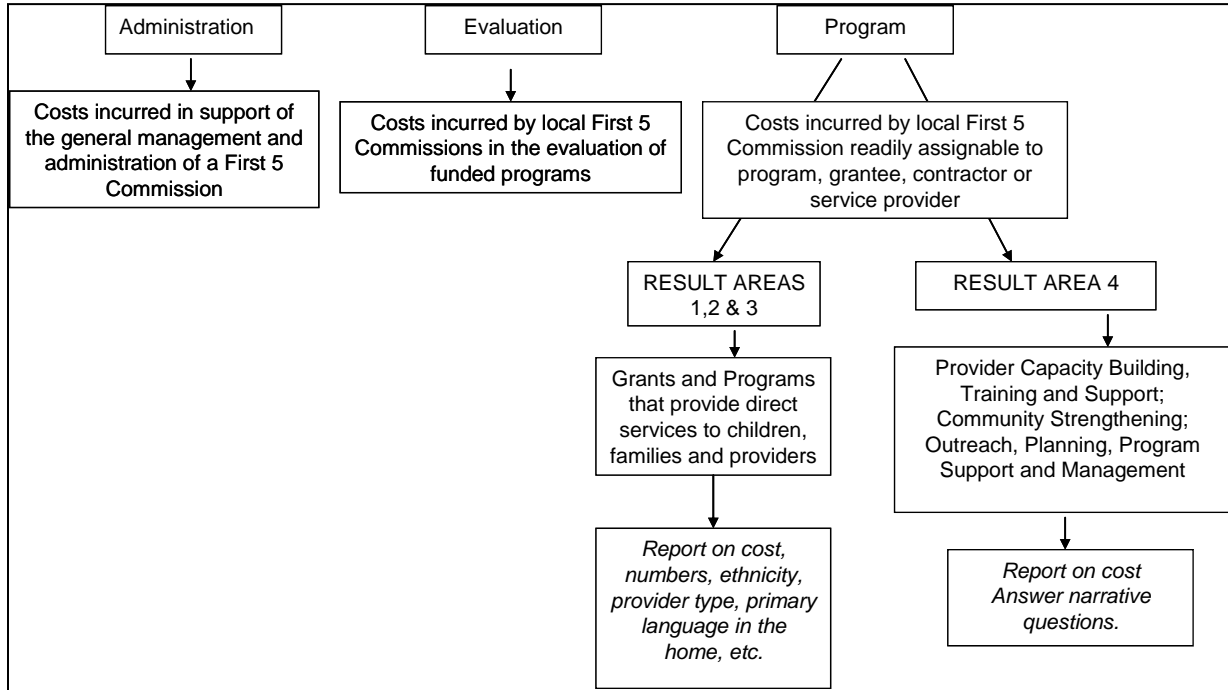 Administration
Evaluation
Program
Costs incurred in support of
the general management and
administration of a First 5
Commission
Costs incurred by local First 5
Commissions in the evaluation of
funded programs
Costs incurred by local First 5
Commission readily assignable to
program, grantee, contractor or
service provider
RESULT AREAS
1,2 & 3
RESULT AREA 4
Grants and Programs
that provide direct
services to children,
families and providers
Provider Capacity Building,
Training and Support;
Community Strengthening;
Outreach, Planning, Program
Support and Management
Report on cost,
numbers, ethnicity,
provider type, primary
language in the
home, etc.
Report on cost
Answer narrative
questions.